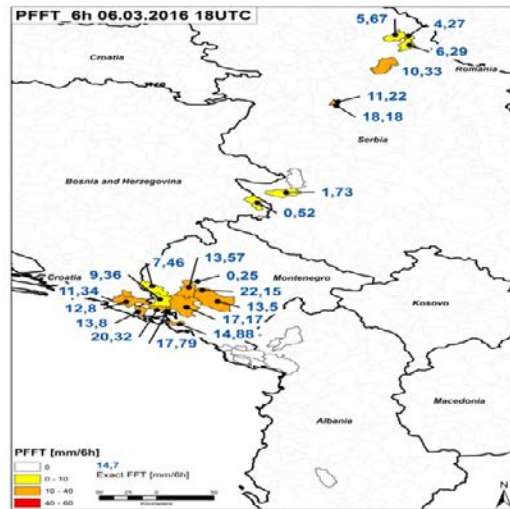 PFFT_6h 06.03.2016 18UTC
5,67
4,27
6,29
Croatia
10,33
Romania
11,22
18,18
Serbia
Bosnia and Herzegovina
1,73
0,52
13,57
7,46
0,25
9,36
Croatia
Montenegro
22,15
11,34
13,5
Kosovo
12,8
17,17
13,8
14,88
20,32
17,79
Macedonia
Albania
PFFT [mm/6h]
0
14,7
0 - 10
Exact FFT [mm/6h]
10 - 40
40 - 60
Kilometers
N